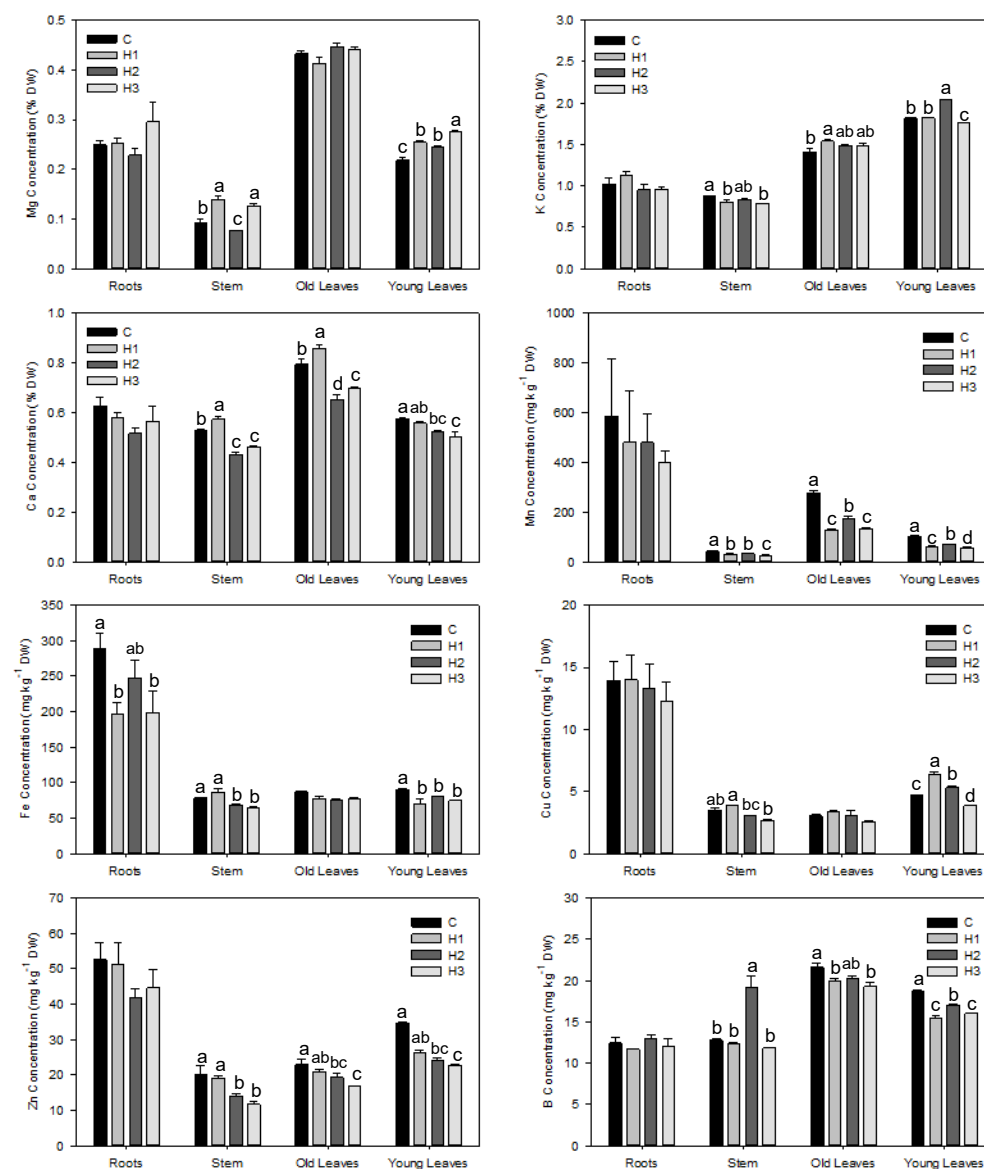 0.5
0.4
0.3
0.2
0.1
0.0
Mg Concentration (% DW)
C
H1
H2
H3
b a c a
c b b a
Roots Stem Old Leaves Young Leaves
3.0
2.5
2.0
1.5
1.0
0.5
0.0
K Concentration (% DW)
C
H1
H2
H3
a b ab b
b a ab ab
b b a c
Roots Stem Old Leaves Young Leaves
1.0
0.8
0.6
0.4
0.2
0.0
Ca Concentration (% DW)
C
H1
H2
H3
b a c c
b a d c
a ab bc c
Roots Stem Old Leaves Young Leaves
1000
800
600
400
200
0
Mn Concentration (mg kg-1 DW)
C
H1
H2
H3
a b b c
a c b c
a c b d
Roots Stem Old Leaves Young Leaves
350
300
250
200
150
100
50
0
Fe Concentration (mg kg-1 DW)
C
H1
H2
H3
a b ab b
a a b b
a b b b
Roots Stem Old Leaves Young Leaves
20
15
10
5
0
Cu Concentration (mg kg-1 DW)
C
H1
H2
H3
ab a bc b
c a b d
Roots Stem Old Leaves Young Leaves
70
60
50
40
30
20
10
0
Zn Concentration (mg kg-1 DW)
C
H1
H2
H3
a a b b
a ab bc c
a ab bc c
Roots Stem Old Leaves Young Leaves
30
25
20
15
10
5
0
B Concentration (mg kg-1 DW)
C
H1
H2
H3
b b a b
a b ab b
a c b c
Roots Stem Old Leaves Young Leaves